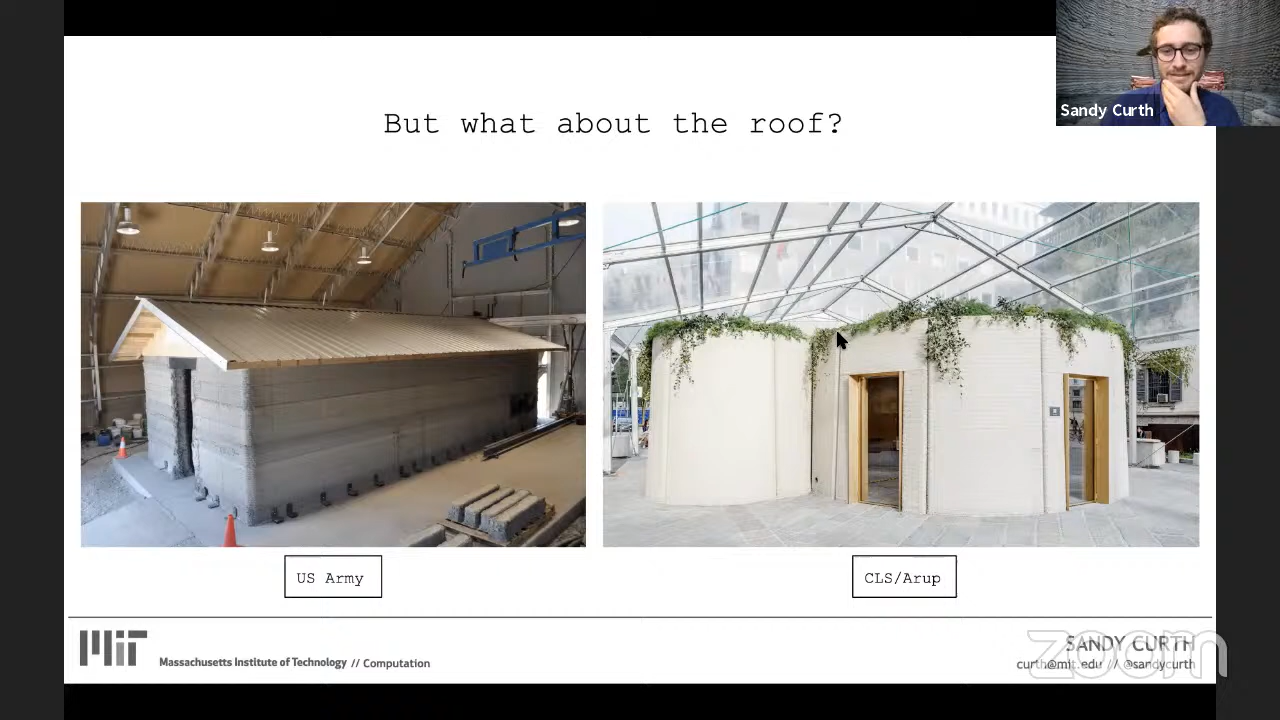 Sandy Curth
But what about the roof?
US Army
CLS/Arup
MIT
Massachusetts Institute of Technology // Computation
SANDY CURTH
curth@mit.edu // @sandycurth
zoom